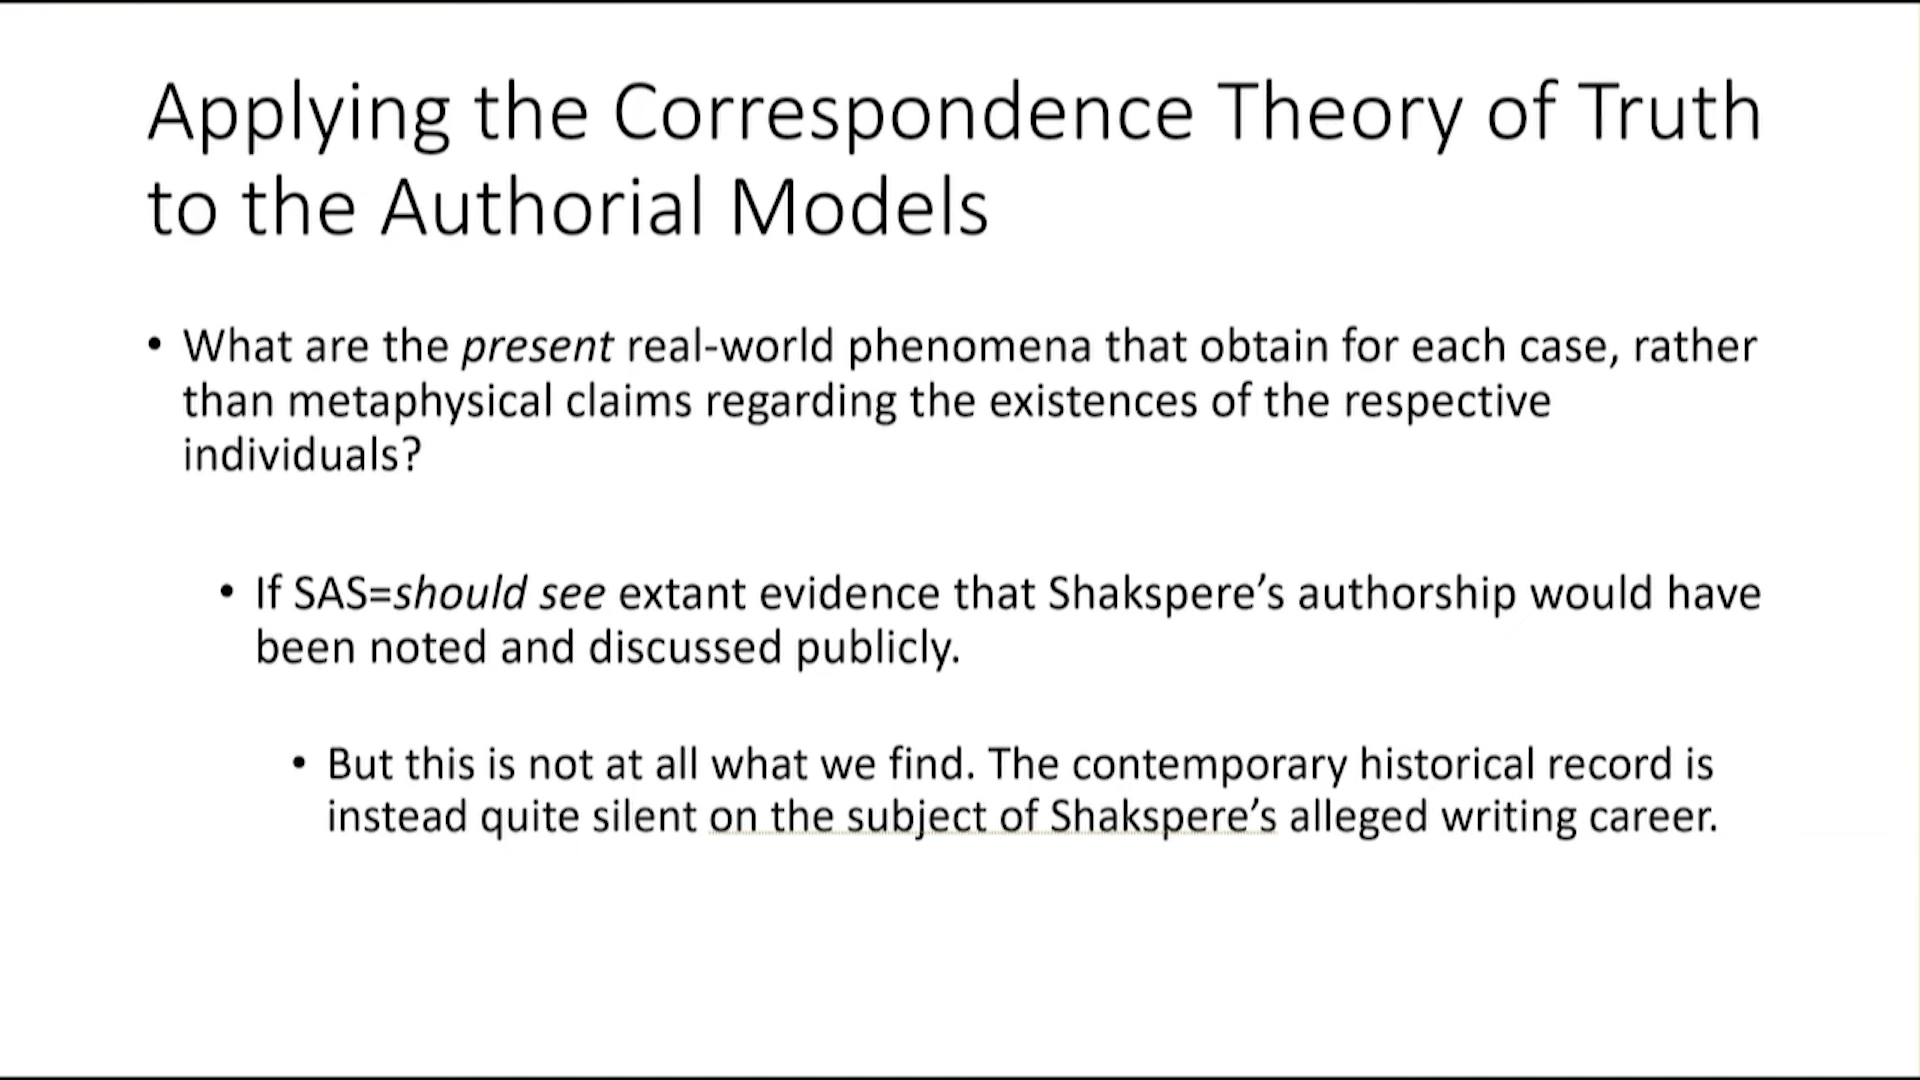 Applying the Correspondence Theory of Truth
to the Authorial Models
• What are the present real-world phenomena that obtain for each case, rather
than metaphysical claims regarding the existences of the respective
individuals?
• If SAS=should see extant evidence that Shakspere’s authorship would have
been noted and discussed publicly.
• But this is not at all what we find. The contemporary historical record is
instead quite silent on the subject of Shakspere’s alleged writing career.